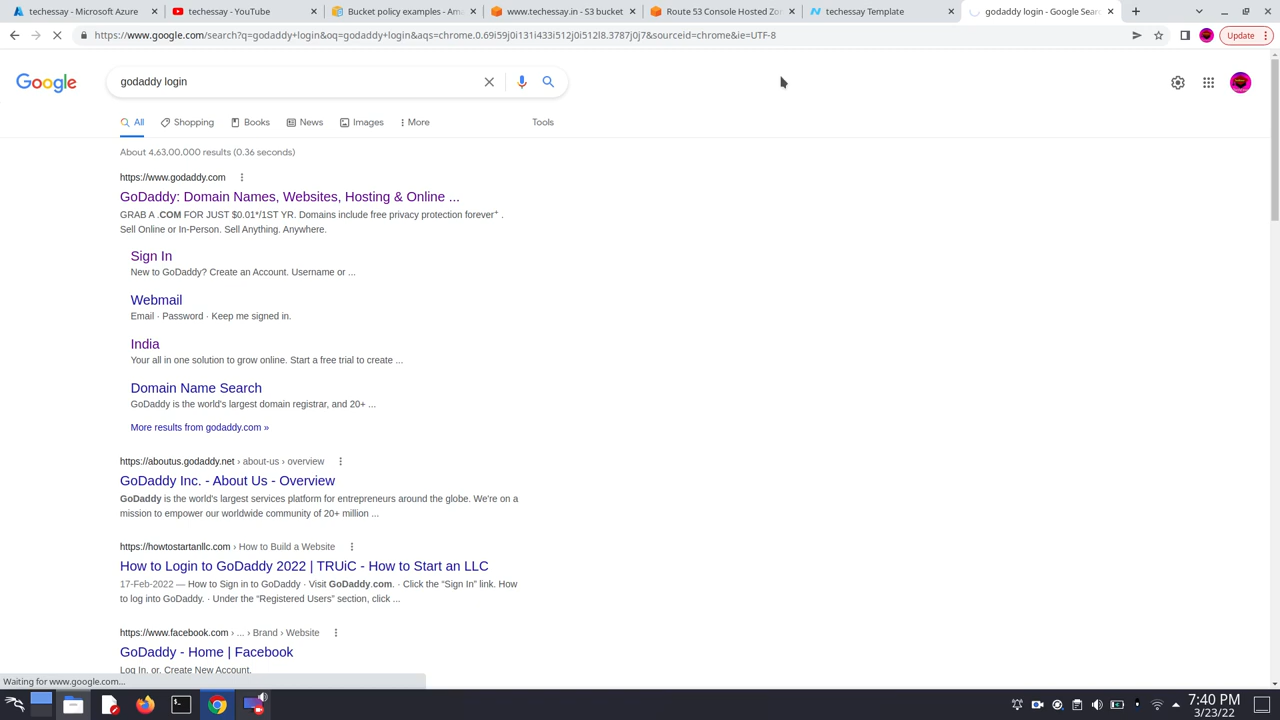 techessay - Microsoft Azure
techessay - YouTube
Bucket policy examples - Ama
www.techessay.in - S3 bucket
Route 53 Console Hosted Zon
techessay Template
godaddy login - Google Sear
https://www.google.com/search?q=godaddy+login&oq=godaddy+login&aqs=chrome.0.69i59j0i131i433i512j0i512l8.3787j0j7&sourceid=chrome&ie=UTF-8
Update
Google
godaddy login
All
Shopping
Books
News
Images
More
Tools
About 4,63,00,000 results (0.36 seconds)
https://www.godaddy.com
GoDaddy: Domain Names, Websites, Hosting & Online ...
GRAB A .COM FOR JUST $0.01*/1ST YR. Domains include free privacy protection forever⁺ .
Sell Online or In-Person. Sell Anything. Anywhere.
Sign In
New to GoDaddy? Create an Account. Username or ...
Webmail
Email · Password · Keep me signed in.
India
Your all in one solution to grow online. Start a free trial to create ...
Domain Name Search
GoDaddy is the world's largest domain registrar, and 20+ ...
More results from godaddy.com »
https://aboutus.godaddy.net › about-us › overview
GoDaddy Inc. - About Us - Overview
GoDaddy is the world's largest services platform for entrepreneurs around the globe. We're on a
mission to empower our worldwide community of 20+ million ...
https://howtostartanllc.com › How to Build a Website
How to Login to GoDaddy 2022 | TRUiC - How to Start an LLC
17-Feb-2022 — How to Sign in to GoDaddy · Visit GoDaddy.com. · Click the “Sign In” link. How
to log into GoDaddy. · Under the “Registered Users” section, click ...
https://www.facebook.com › ... › Brand › Website
GoDaddy - Home | Facebook
Log In. or. Create New Account.
Waiting for www.google.com...
7:40 PM
3/23/22